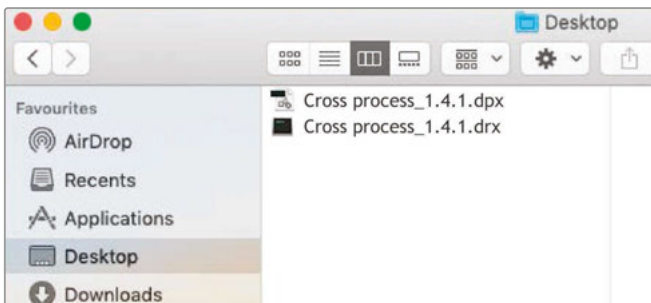 Desktop
Favourites
AirDrop
Recents
Applications
Desktop
Downloads
Cross process_1.4.1.dpx
Cross process_1.4.1.drx